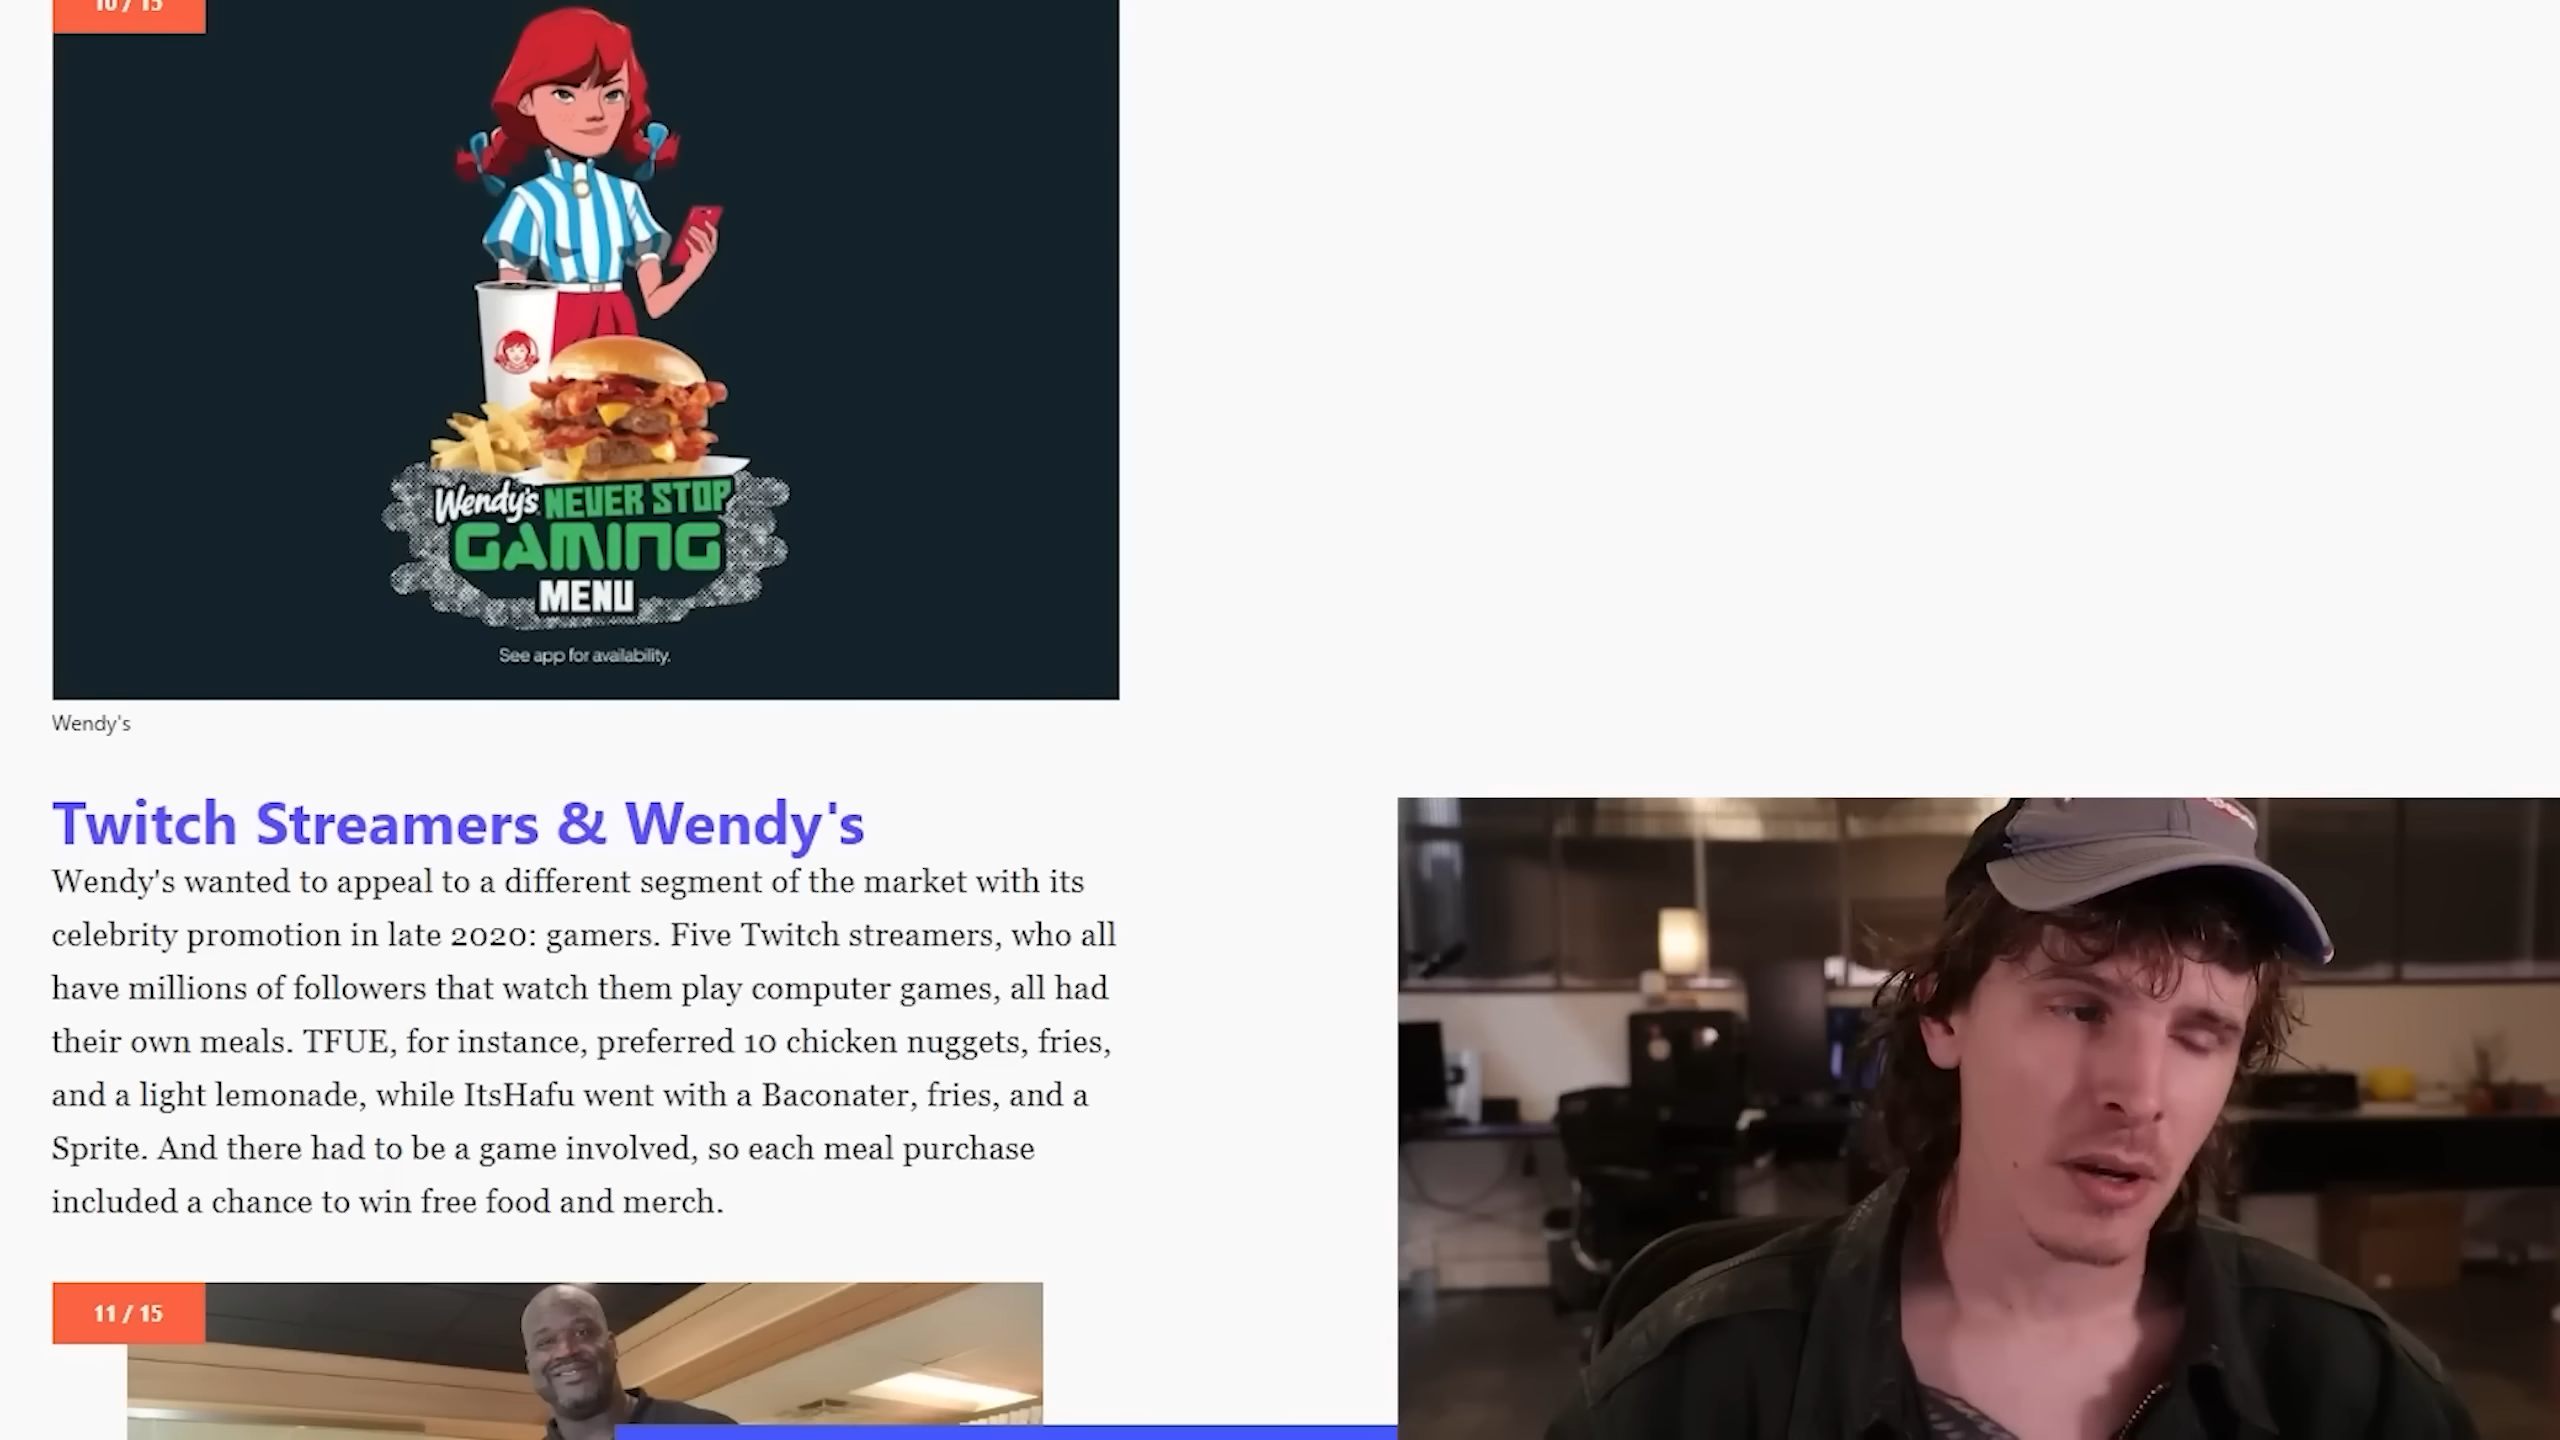 10 / 15
Wendy's NEVER STOP
GAMING
MENU
See app for availability.
Wendy's
Twitch Streamers & Wendy's
Wendy's wanted to appeal to a different segment of the market with its
celebrity promotion in late 2020: gamers. Five Twitch streamers, who all
have millions of followers that watch them play computer games, all had
their own meals. TFUE, for instance, preferred 10 chicken nuggets, fries,
and a light lemonade, while ItsHafu went with a Baconater, fries, and a
Sprite. And there had to be a game involved, so each meal purchase
included a chance to win free food and merch.
11 / 15